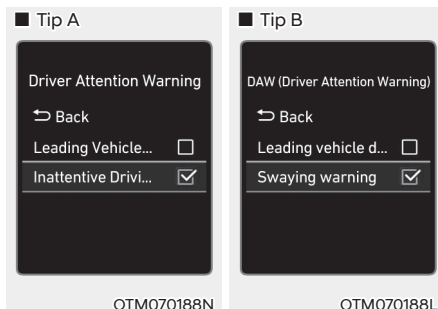 ■ Tip A
Driver Attention Warning
⮌ Back
Leading Vehicle...
Inattentive Drivi...
OTM070188N
■ Tip B
DAW (Driver Attention Warning)
⮌ Back
Leading vehicle d...
Swaying warning
OTM070188L